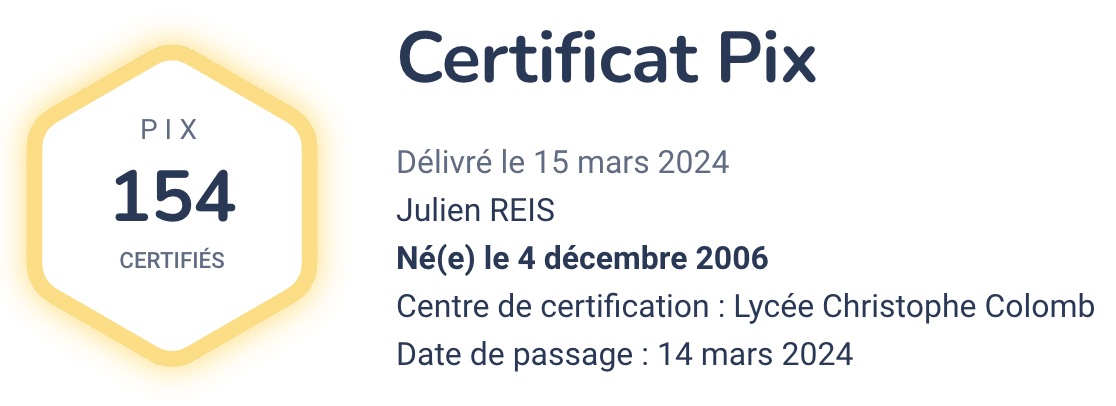 PIX
154
CERTIFIÉS
Certificat Pix
Délivré le 15 mars 2024
Julien REIS
Né(e) le 4 décembre 2006
Centre de certification : Lycée Christophe Colomb
Date de passage : 14 mars 2024